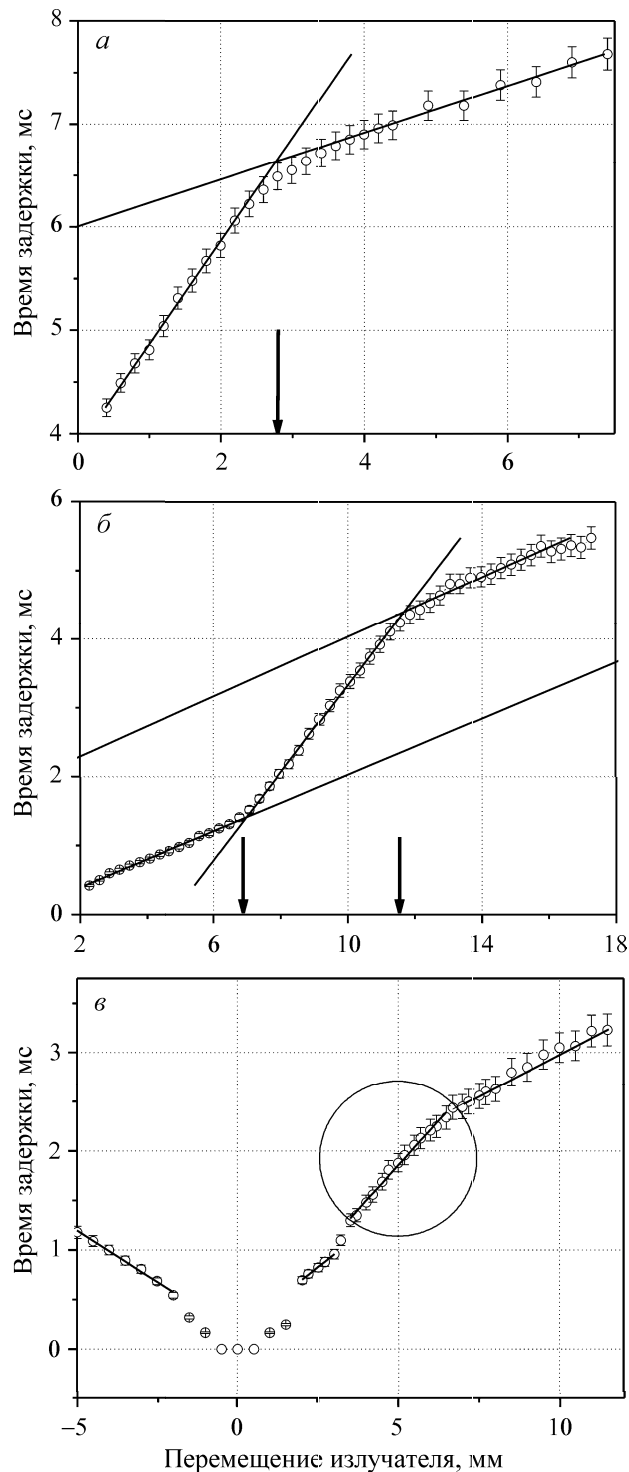 а
Время задержки, мс
8
7
6
5
4
0 2 4 6
б
Время задержки, мс
6
4
2
0
2 6 10 14 18
в
Время задержки, мс
3
2
1
0
−5 0 5 10
Перемещение излучателя, мм